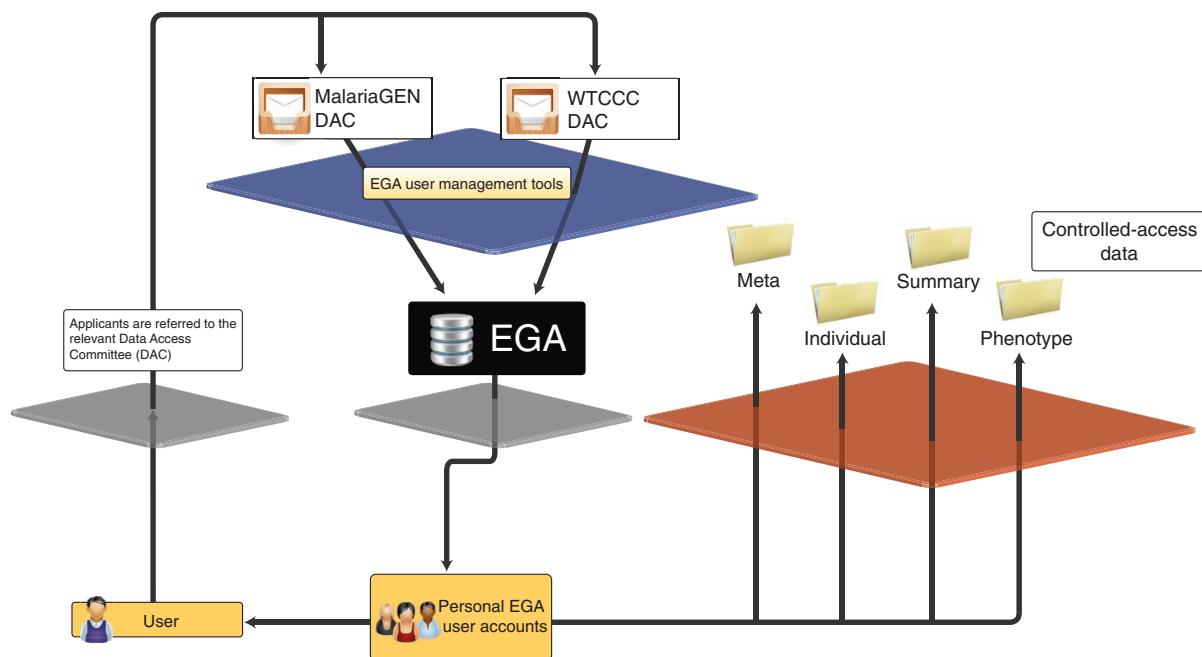 MalariaGEN
DAC
WTCCC
DAC
EGA user management tools
Controlled-access
data
Meta
Summary
Individual
Phenotype
Applicants are referred to the
relevant Data Access
Committee (DAC)
EGA
User
Personal EGA
user accounts